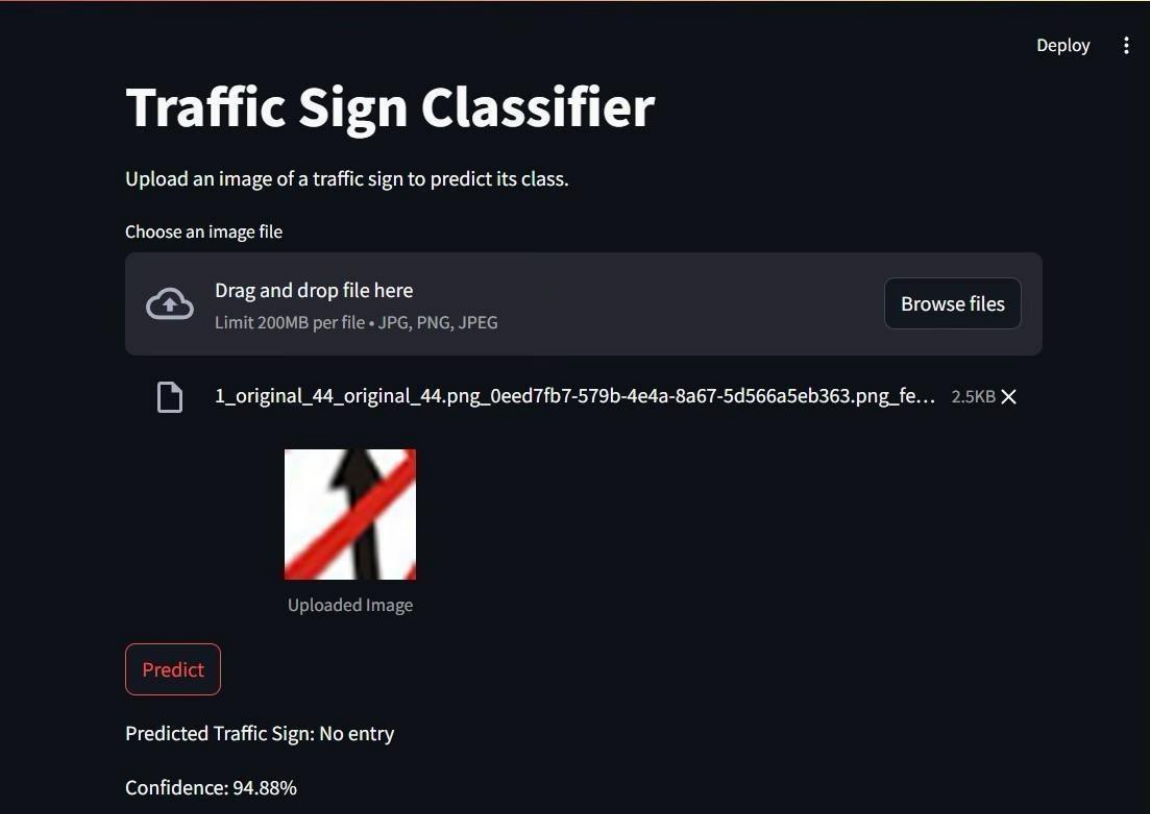 Deploy
Traffic Sign Classifier
Upload an image of a traffic sign to predict its class.
Choose an image file
Drag and drop file here
Limit 200MB per file • JPG, PNG, JPEG
Browse files
1_original_44_original_44.png_0eed7fb7-579b-4e4a-8a67-5d566a5eb363.png_fe... 2.5KB
Uploaded Image
Predict
Predicted Traffic Sign: No entry
Confidence: 94.88%